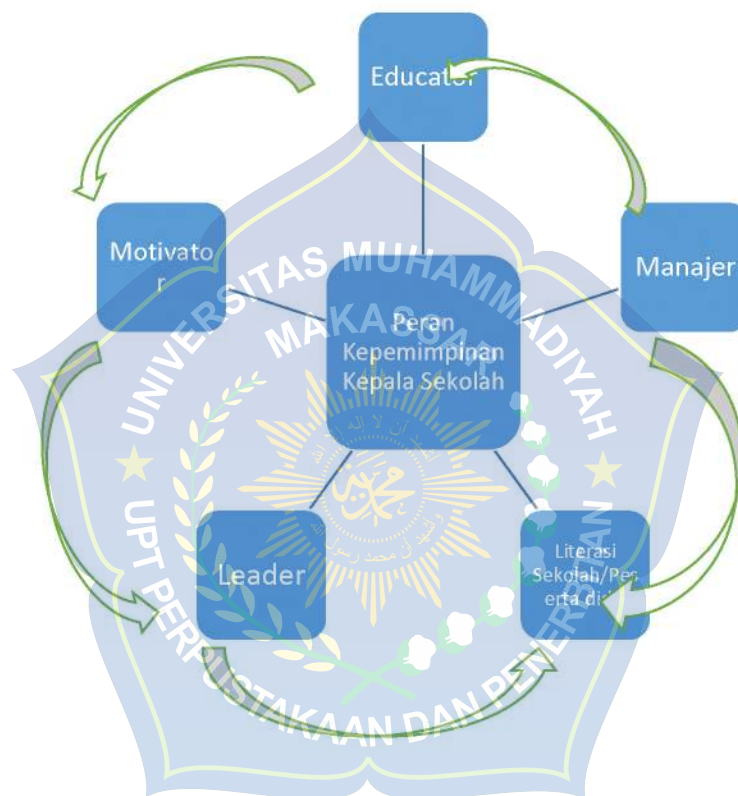 Educator
Motivato
r
Manajer
Peran
Kepemimpinan
Kepala Sekolah
Leader
Literasi
Sekolah/Pes
erta didik
UNIVERSITAS MUHAMMADIYAH
MAKASSAR
UPT PERPUSTAKAAN DAN PENERBITAN
محمد